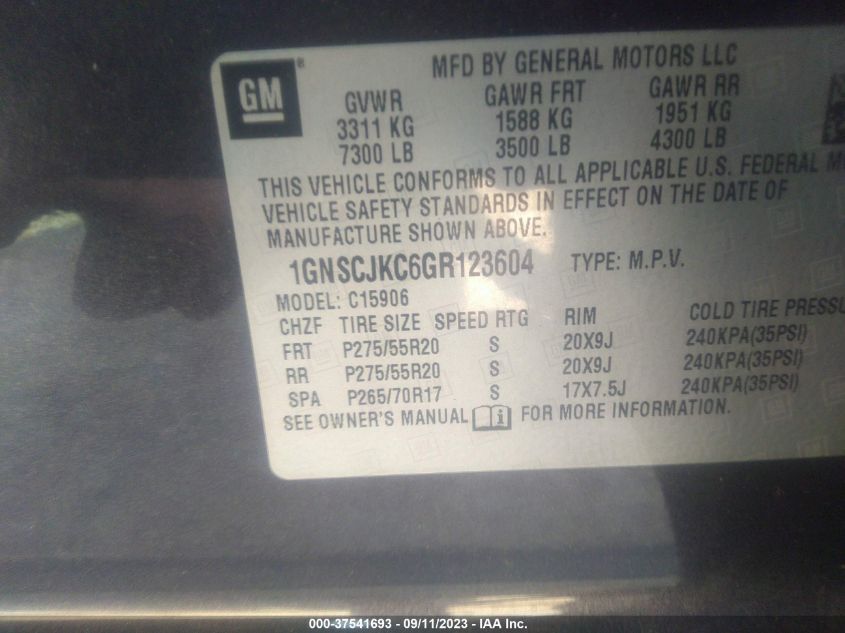 GM®
MFD BY GENERAL MOTORS LLC
GVWR GAWR FRT GAWR RR
3311 KG 1588 KG 1951 KG
7300 LB 3500 LB 4300 LB
THIS VEHICLE CONFORMS TO ALL APPLICABLE U.S. FEDERAL
VEHICLE SAFETY STANDARDS IN EFFECT ON THE DATE OF
MANUFACTURE SHOWN ABOVE.
1GNSCJKC6GR123604 TYPE: M.P.V.
MODEL: C15906
CHZF TIRE SIZE SPEED RTG RIM COLD TIRE PRESSU
FRT P275/55R20 S 20X9J 240KPA(35PSI)
RR P275/55R20 S 20X9J 240KPA(35PSI)
SPA P265/70R17 S 17X7.5J 240KPA(35PSI)
SEE OWNER'S MANUAL i FOR MORE INFORMATION.
000-37541693 - 09/11/2023 - IAA Inc.